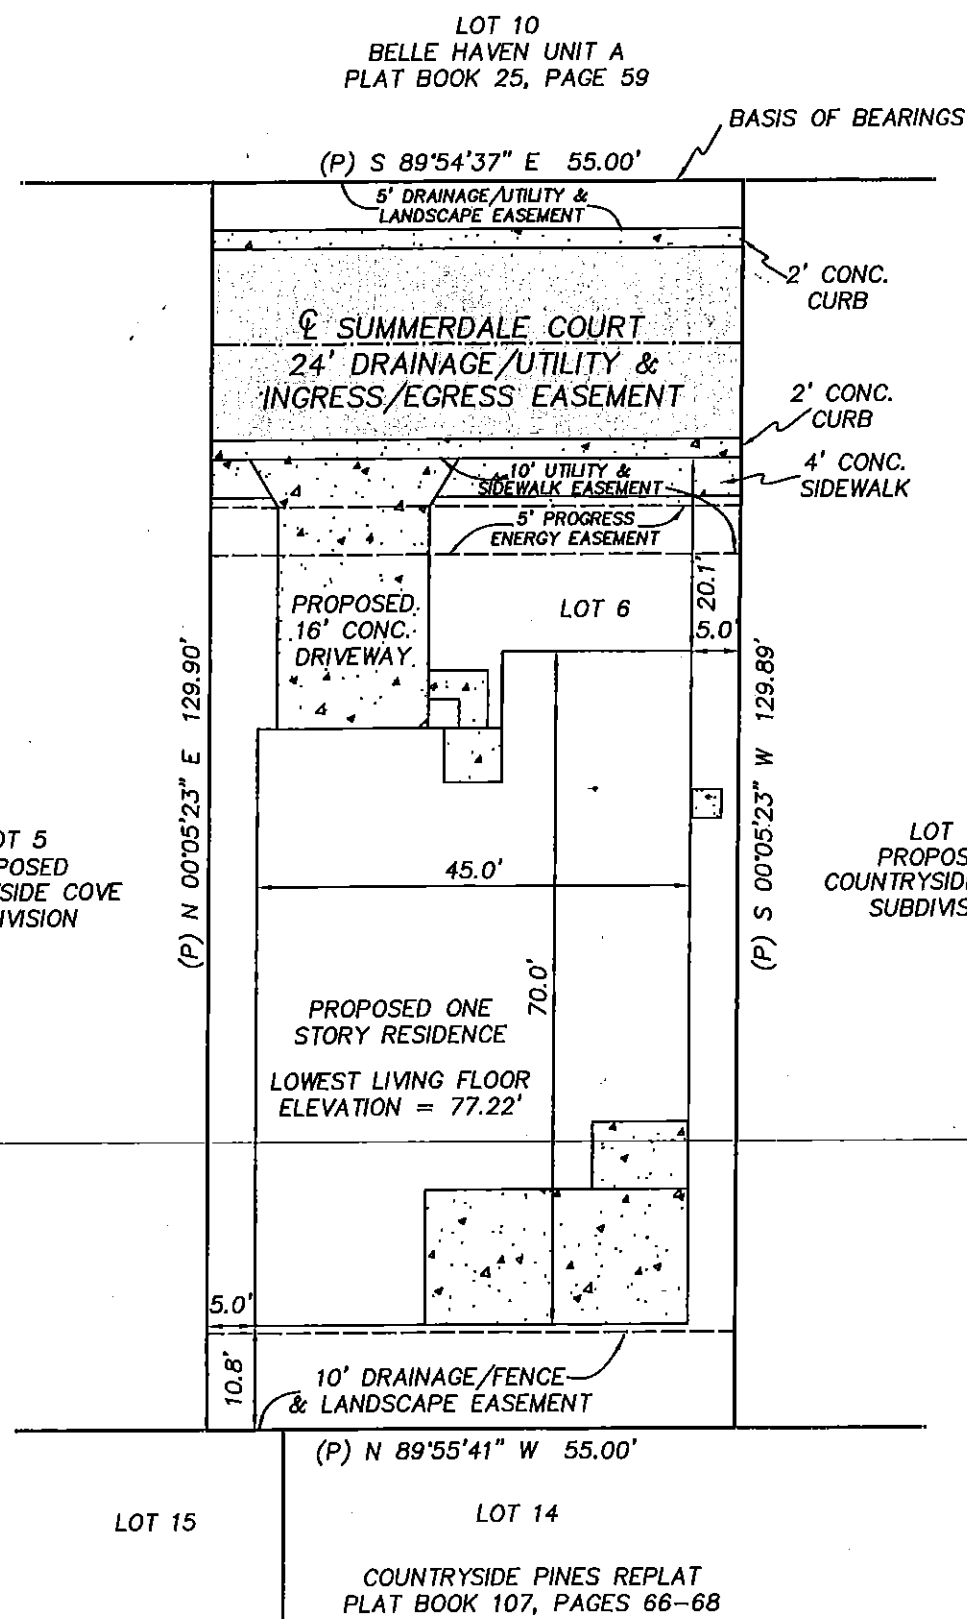 LOT 10
BELLE HAVEN UNIT A
PLAT BOOK 25, PAGE 59
BASIS OF BEARINGS
(P) S 89°54'37" E 55.00'
5' DRAINAGE/UTILITY &
LANDSCAPE EASEMENT
2' CONC.
CURB
℄ SUMMERDALE COURT
24' DRAINAGE/UTILITY &
INGRESS/EGRESS EASEMENT
2' CONC.
CURB
10' UTILITY &
SIDEWALK EASEMENT
4' CONC.
SIDEWALK
5' PROGRESS
ENERGY EASEMENT
PROPOSED
16' CONC.
DRIVEWAY
LOT 6
20.1'
5.0'
(P) N 00°05'23" E 129.90'
(P) S 00°05'23" W 129.89'
OT 5
POSED
SIDE COVE
IVISION
45.0'
70.0'
LOT
PROPOS
COUNTRYSIDE
SUBDIVIS
PROPOSED ONE
STORY RESIDENCE
LOWEST LIVING FLOOR
ELEVATION = 77.22'
5.0'
10.8'
10' DRAINAGE/FENCE
& LANDSCAPE EASEMENT
(P) N 89°55'41" W 55.00'
LOT 15
LOT 14
COUNTRYSIDE PINES REPLAT
PLAT BOOK 107, PAGES 66-68